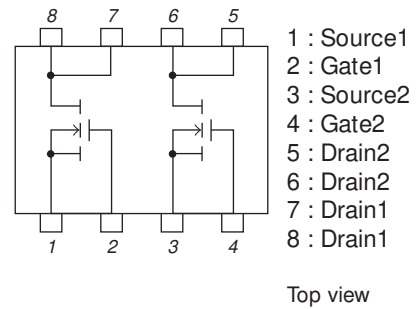 8 7 6 5
1 2 3 4
1 : Source1
2 : Gate1
3 : Source2
4 : Gate2
5 : Drain2
6 : Drain2
7 : Drain1
8 : Drain1
Top view